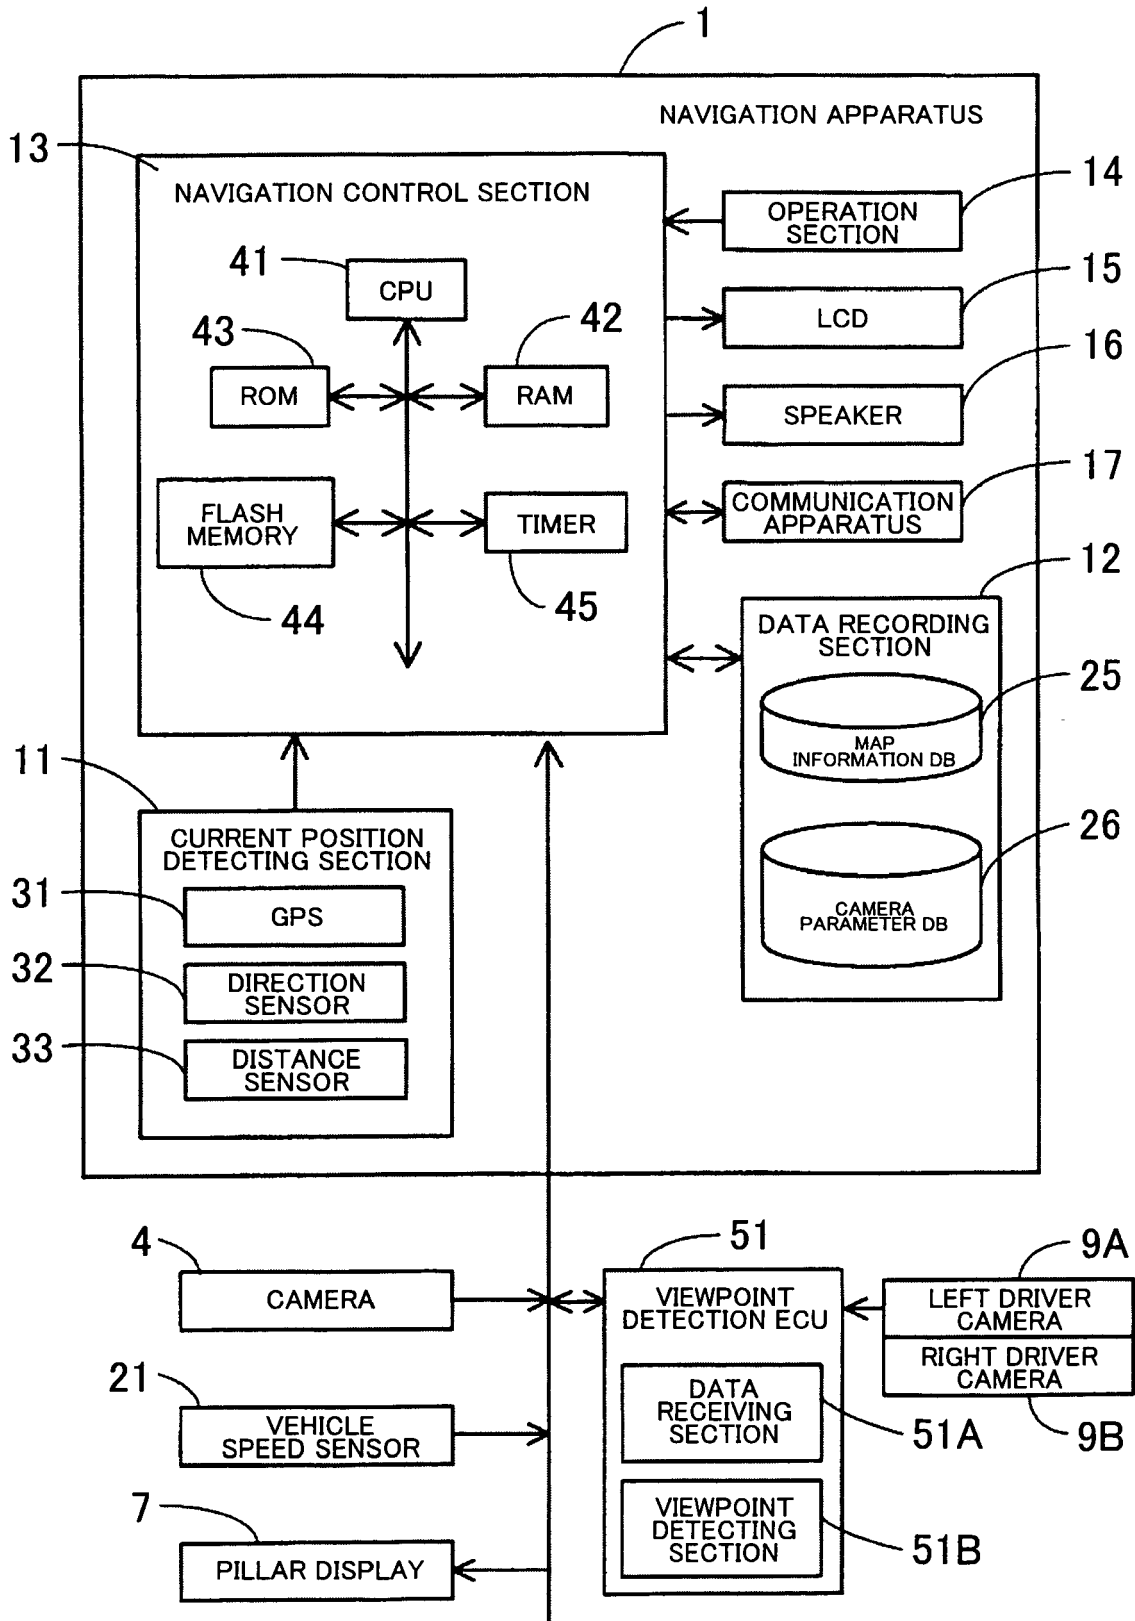 1
NAVIGATION APPARATUS
13
NAVIGATION CONTROL SECTION
41
CPU
43
ROM
42
RAM
FLASH
MEMORY
44
TIMER
45
14
OPERATION
SECTION
15
LCD
16
SPEAKER
17
COMMUNICATION
APPARATUS
12
DATA RECORDING
SECTION
25
MAP
INFORMATION DB
26
CAMERA
PARAMETER DB
11
CURRENT POSITION
DETECTING SECTION
31
GPS
32
DIRECTION
SENSOR
33
DISTANCE
SENSOR
4
CAMERA
21
VEHICLE
SPEED SENSOR
7
PILLAR DISPLAY
51
VIEWPOINT
DETECTION ECU
DATA
RECEIVING
SECTION
51A
VIEWPOINT
DETECTING
SECTION
51B
9A
LEFT DRIVER
CAMERA
RIGHT DRIVER
CAMERA
9B